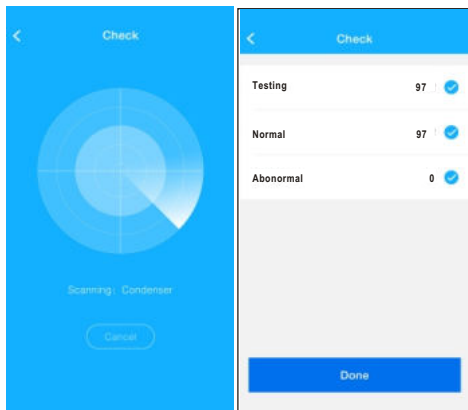 Check
Scanning: Condenser
Cancel
Check
Testing 97
Normal 97
Abonormal 0
Done